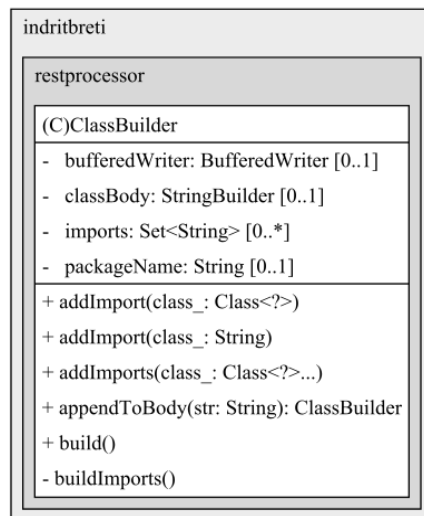 indritbreti
restprocessor
(C)ClassBuilder
- bufferedWriter: BufferedWriter [0..1]
- classBody: StringBuilder [0..1]
- imports: Set<String> [0..*]
- packageName: String [0..1]
+ addImport(class_: Class<?>)
+ addImport(class_: String)
+ addImports(class_: Class<?>...)
+ appendToBody(str: String): ClassBuilder
+ build()
- buildImports()